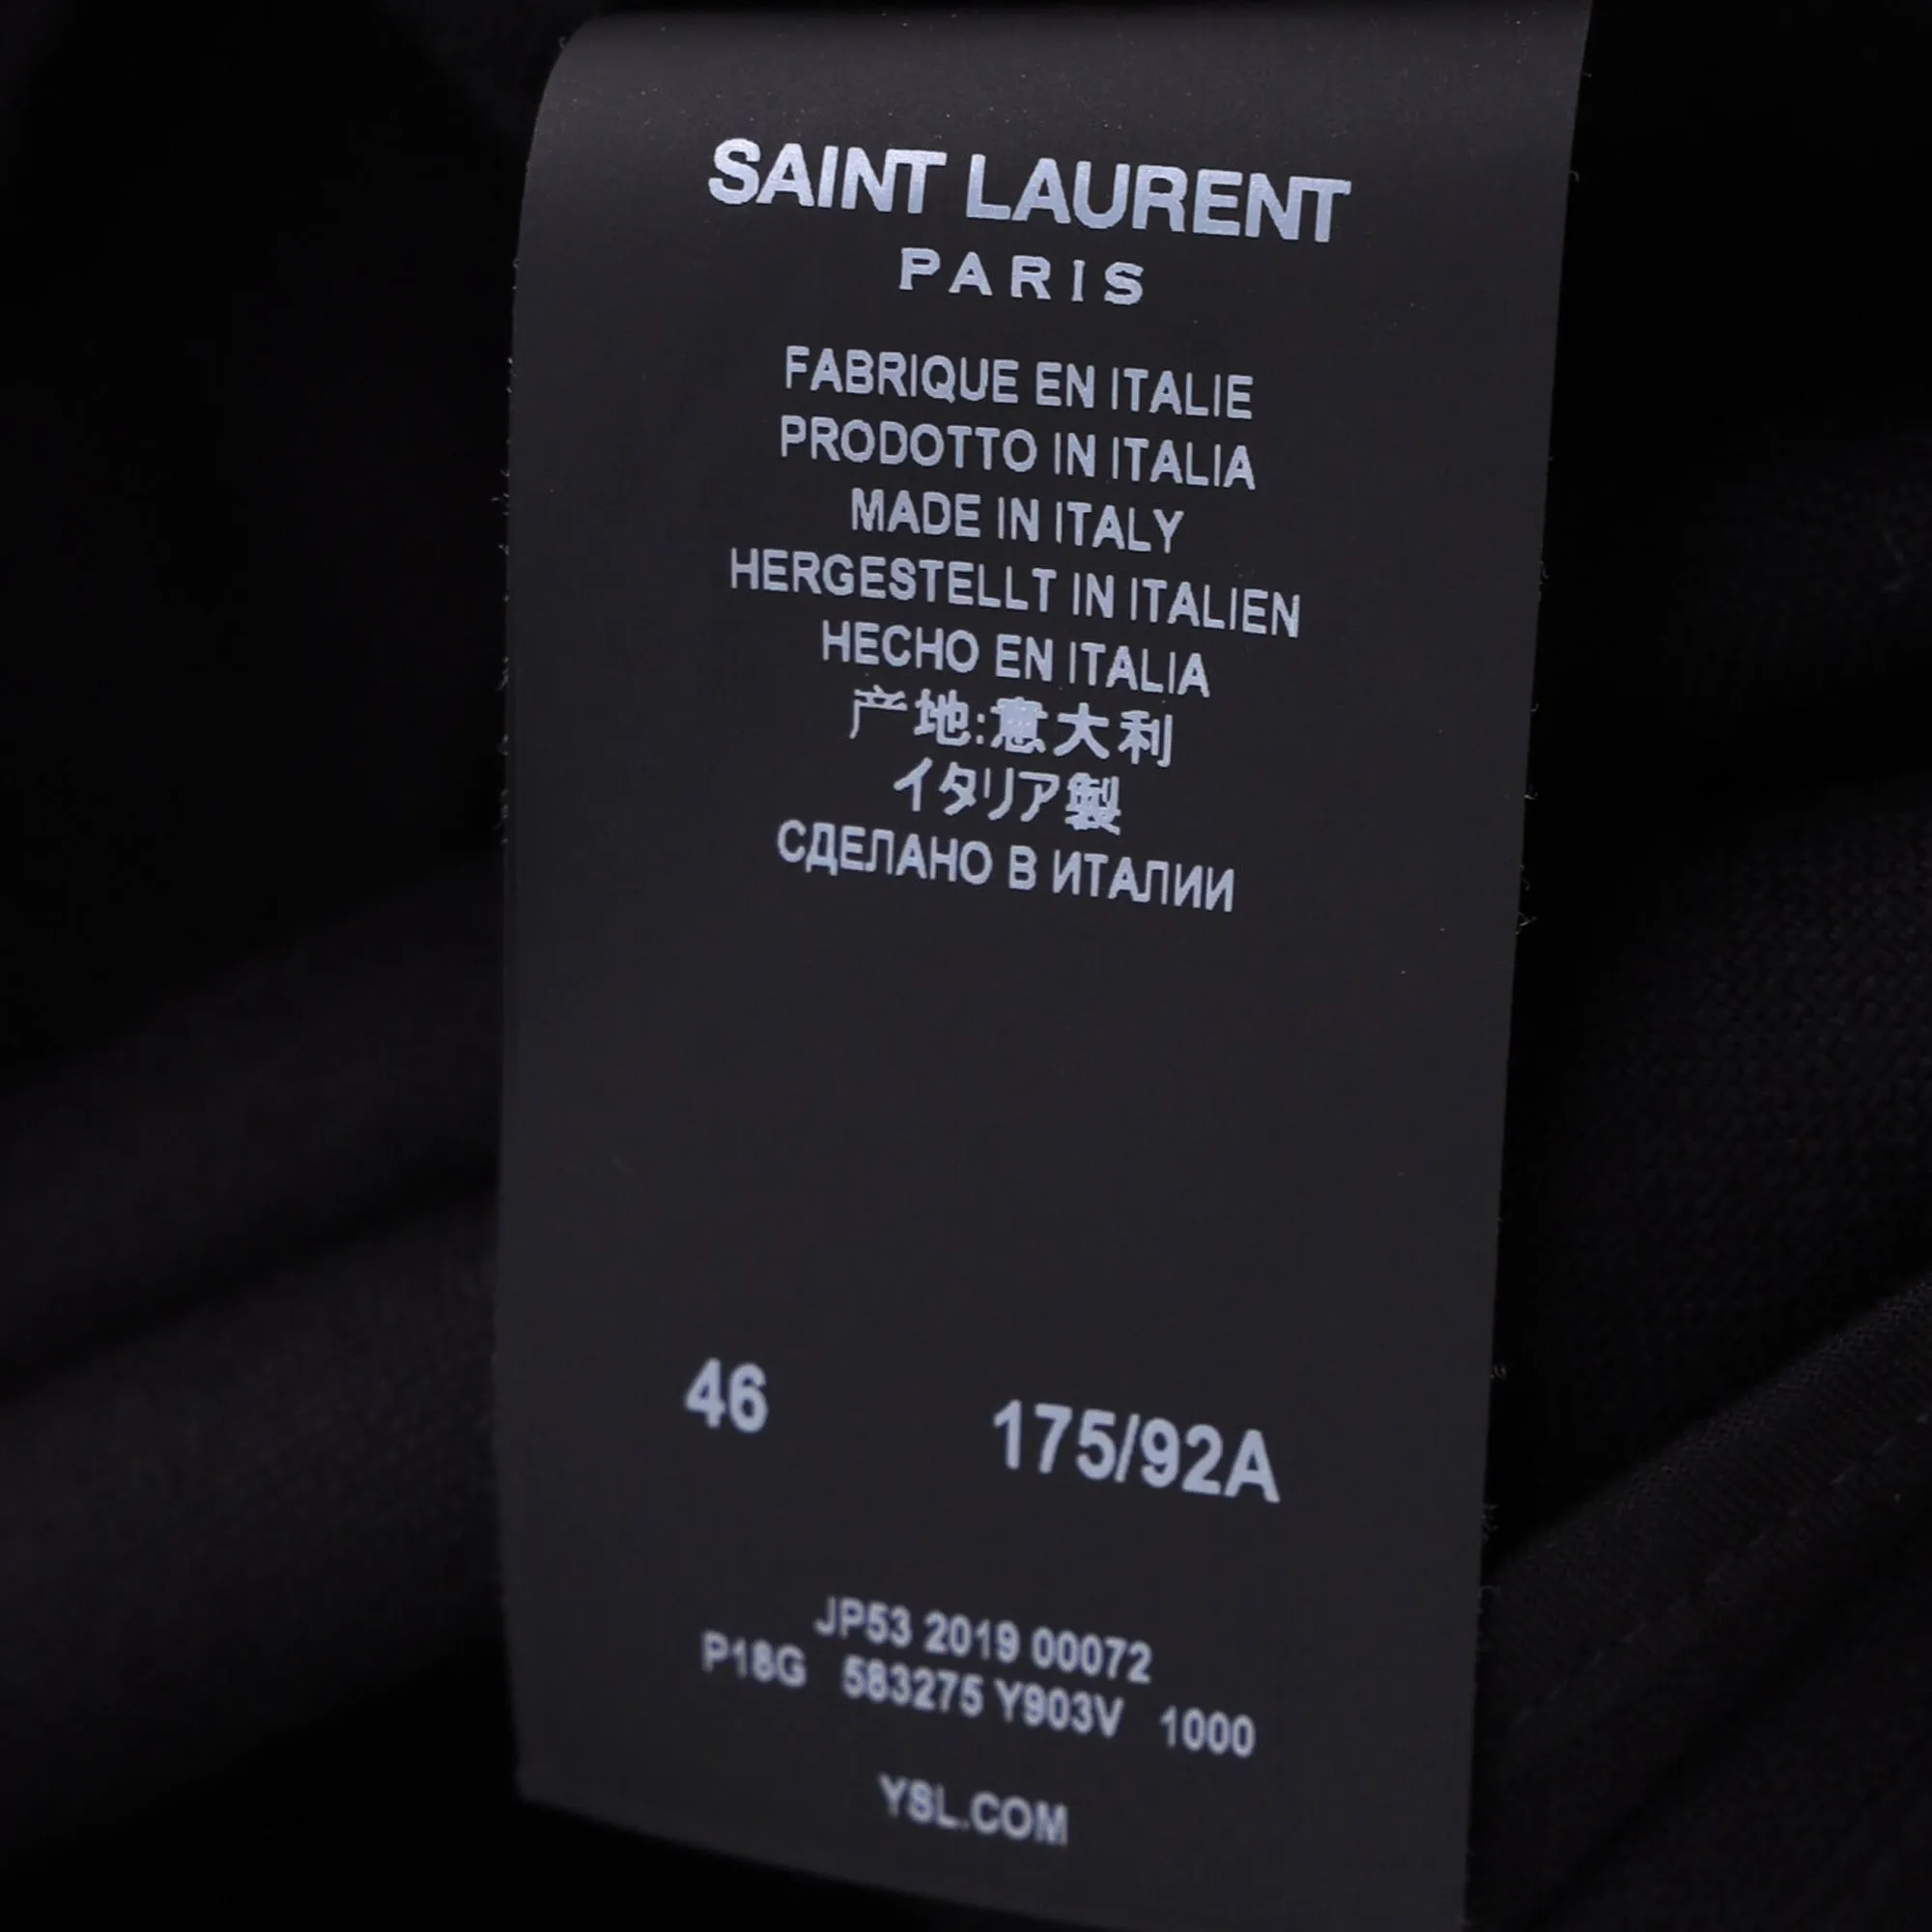 SAINT LAURENT
PARIS
FABRIQUE EN ITALIE
PRODOTTO IN ITALIA
MADE IN ITALY
HERGESTELLT IN ITALIEN
HECHO EN ITALIA
产地:意大利
イタリア製
СДЕЛАНО В ИТАЛИИ
46 175/92A
JP53 2019 00072
P18G 583275 Y903V 1000
YSL.COM